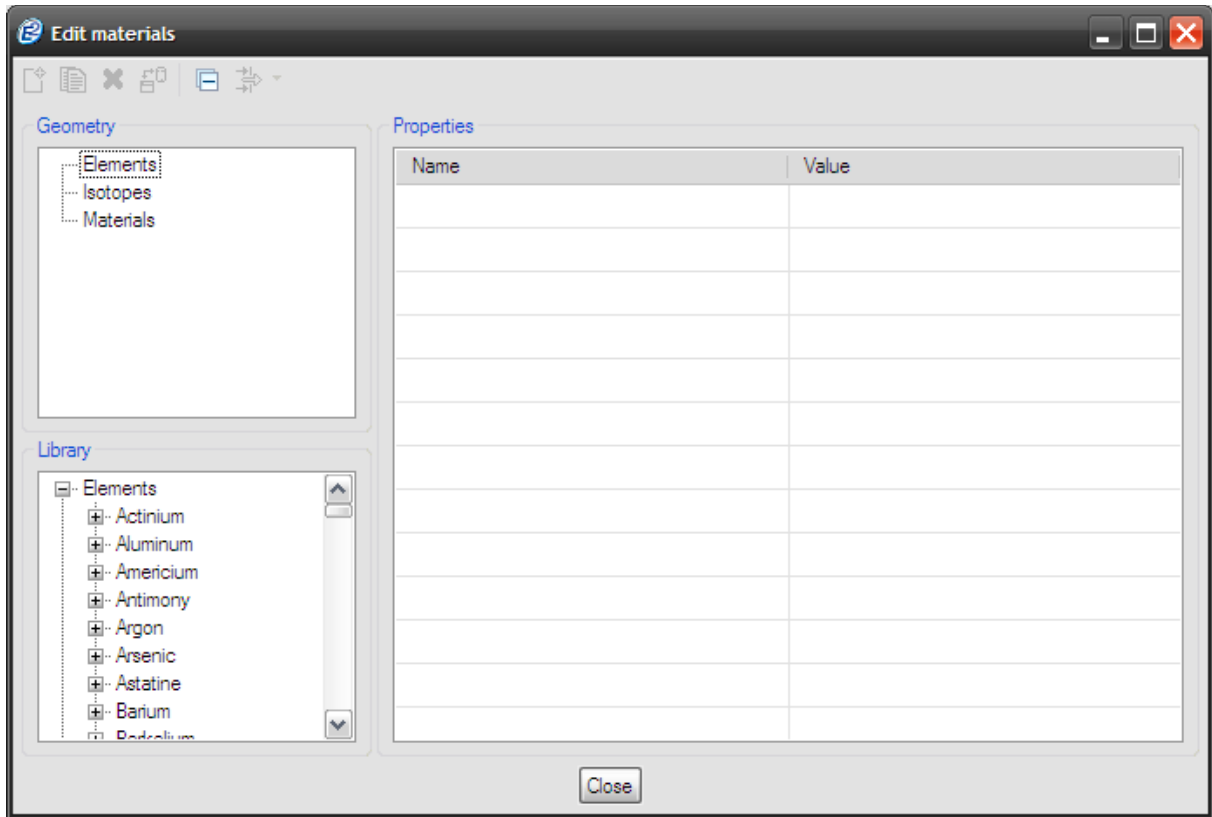 Edit materials
Geometry
Elements
Isotopes
Materials
Properties
Name Value
Library
Elements
Actinium
Aluminum
Americium
Antimony
Argon
Arsenic
Astatine
Barium
Close